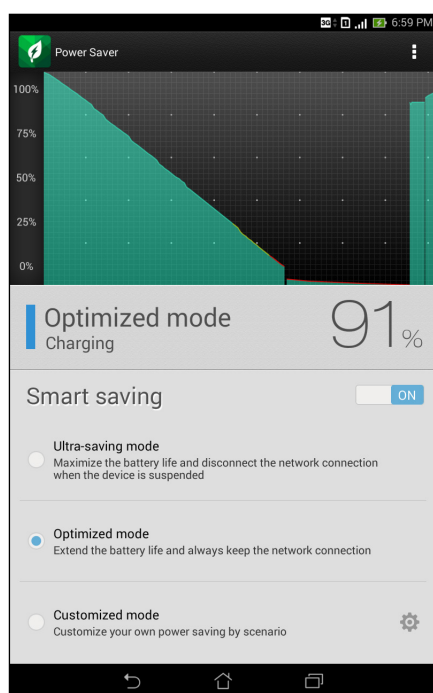 3G 1 6:59 PM
Power Saver
100%
75%
50%
25%
0%
Optimized mode
Charging
91%
Smart saving
ON
Ultra-saving mode
Maximize the battery life and disconnect the network connection
when the device is suspended
Optimized mode
Extend the battery life and always keep the network connection
Customized mode
Customize your own power saving by scenario